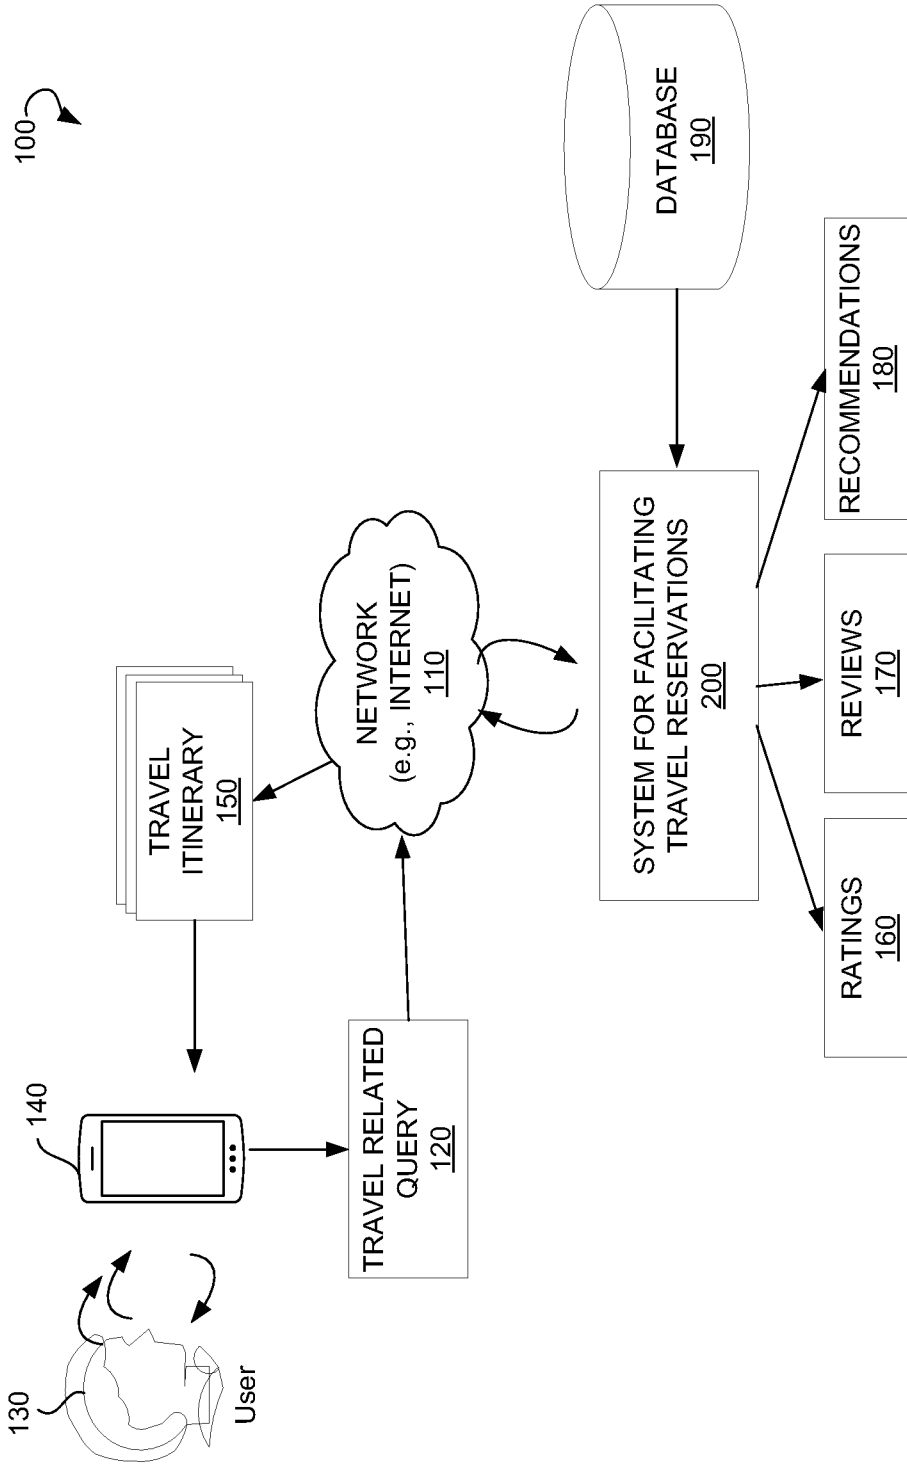 100
130
User
140
TRAVEL
ITINERARY
150
TRAVEL RELATED
QUERY
120
NETWORK
(e.g., INTERNET)
110
SYSTEM FOR FACILITATING
TRAVEL RESERVATIONS
200
DATABASE
190
RATINGS
160
REVIEWS
170
RECOMMENDATIONS
180